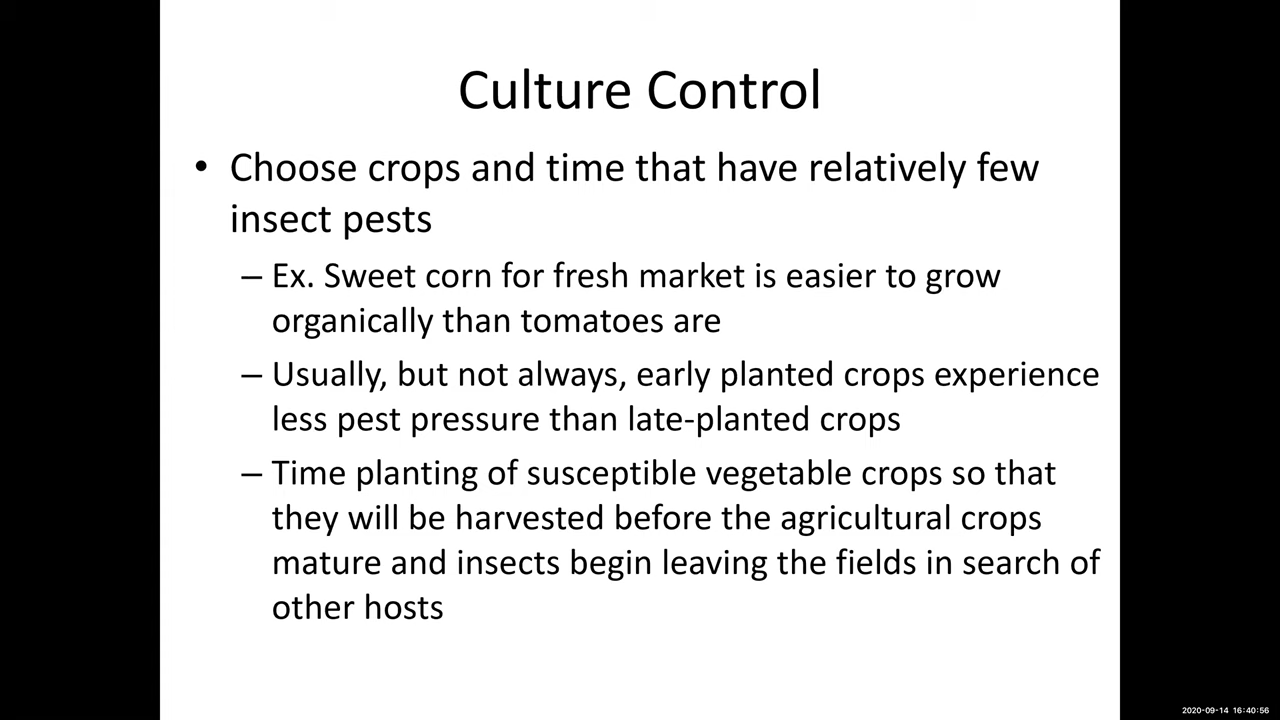 Culture Control
• Choose crops and time that have relatively few
insect pests
– Ex. Sweet corn for fresh market is easier to grow
organically than tomatoes are
– Usually, but not always, early planted crops experience
less pest pressure than late-planted crops
– Time planting of susceptible vegetable crops so that
they will be harvested before the agricultural crops
mature and insects begin leaving the fields in search of
other hosts
2020-09-14 16:40:56